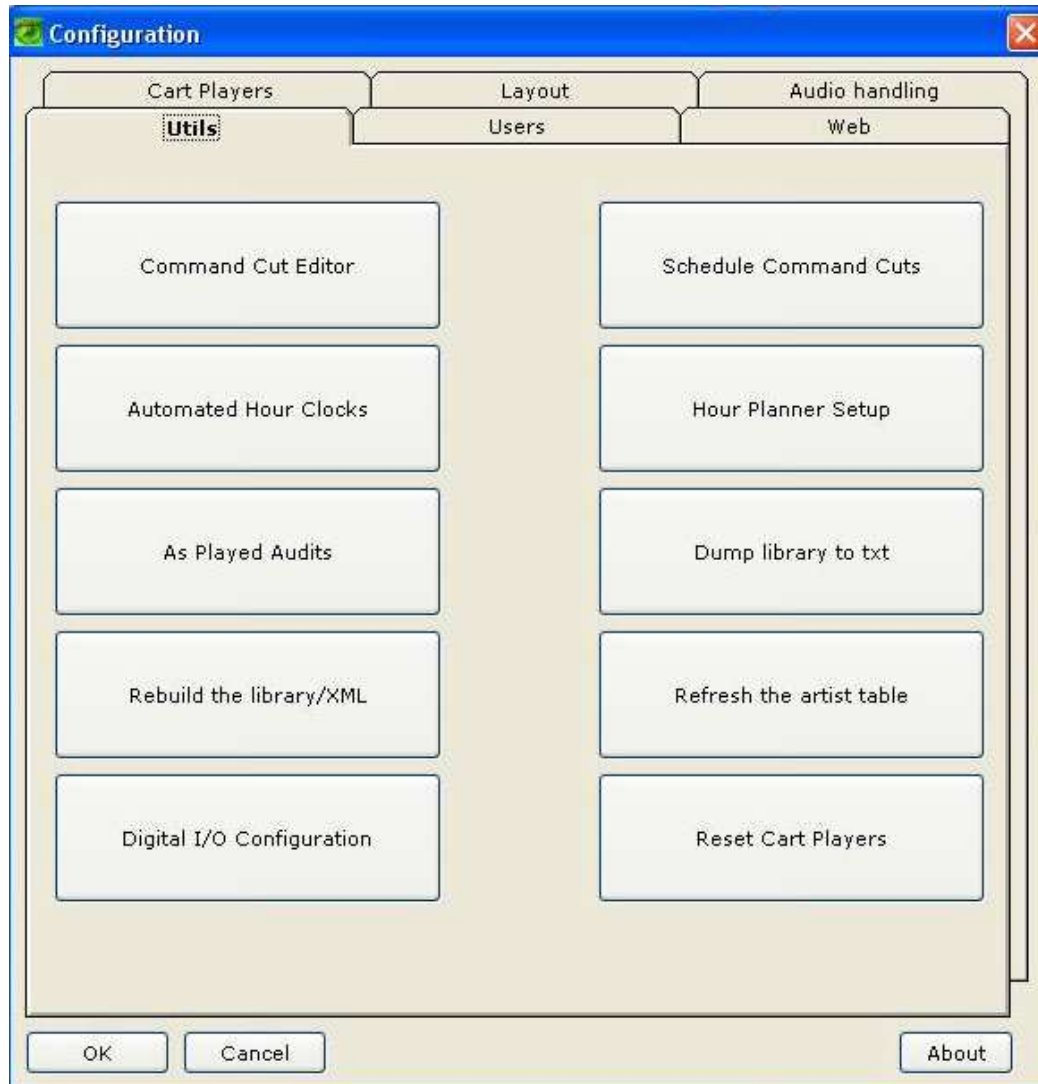 Configuration
Cart Players Layout Audio handling
Utils Users Web
Command Cut Editor Schedule Command Cuts
Automated Hour Clocks Hour Planner Setup
As Played Audits Dump library to txt
Rebuild the library/XML Refresh the artist table
Digital I/O Configuration Reset Cart Players
OK Cancel About